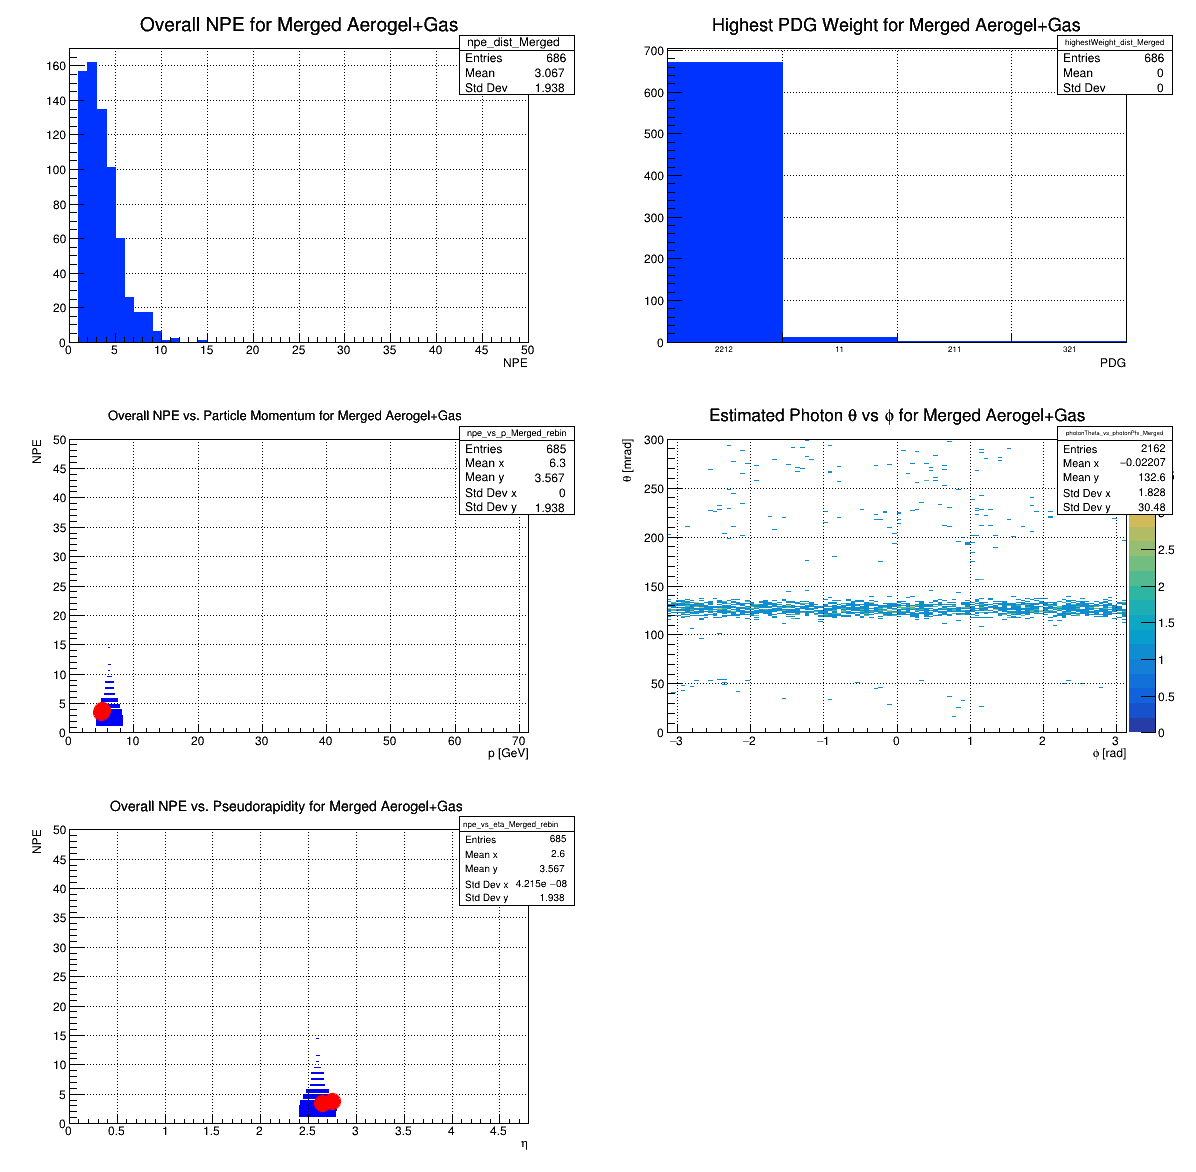 Overall NPE for Merged Aerogel+Gas
npe_dist_Merged
Entries 686
Mean 3.067
Std Dev 1.938
160
140
120
100
80
60
40
20
0
0 5 10 15 20 25 30 35 40 45 50
NPE
Highest PDG Weight for Merged Aerogel+Gas
highestWeight_dist_Merged
Entries 686
Mean 0
Std Dev 0
700
600
500
400
300
200
100
0
2212 11 211 321
PDG
Overall NPE vs. Particle Momentum for Merged Aerogel+Gas
npe_vs_p_Merged_rebin
Entries 685
Mean x 6.3
Mean y 3.567
Std Dev x 0
Std Dev y 1.938
NPE
50
45
40
35
30
25
20
15
10
5
0
0 10 20 30 40 50 60 70
p [GeV]
Estimated Photon θ vs ϕ for Merged Aerogel+Gas
photonTheta_vs_photonPhi_Merged
Entries 2162
Mean x −0.02207
Mean y 132.6
Std Dev x 1.828
Std Dev y 30.48
θ [mrad]
300
250
200
150
100
50
0
−3 −2 −1 0 1 2 3
ϕ [rad]
2.5
2
1.5
1
0.5
0
Overall NPE vs. Pseudorapidity for Merged Aerogel+Gas
npe_vs_eta_Merged_rebin
Entries 685
Mean x 2.6
Mean y 3.567
Std Dev x 4.215e −08
Std Dev y 1.938
NPE
50
45
40
35
30
25
20
15
10
5
0
0 0.5 1 1.5 2 2.5 3 3.5 4 4.5
η